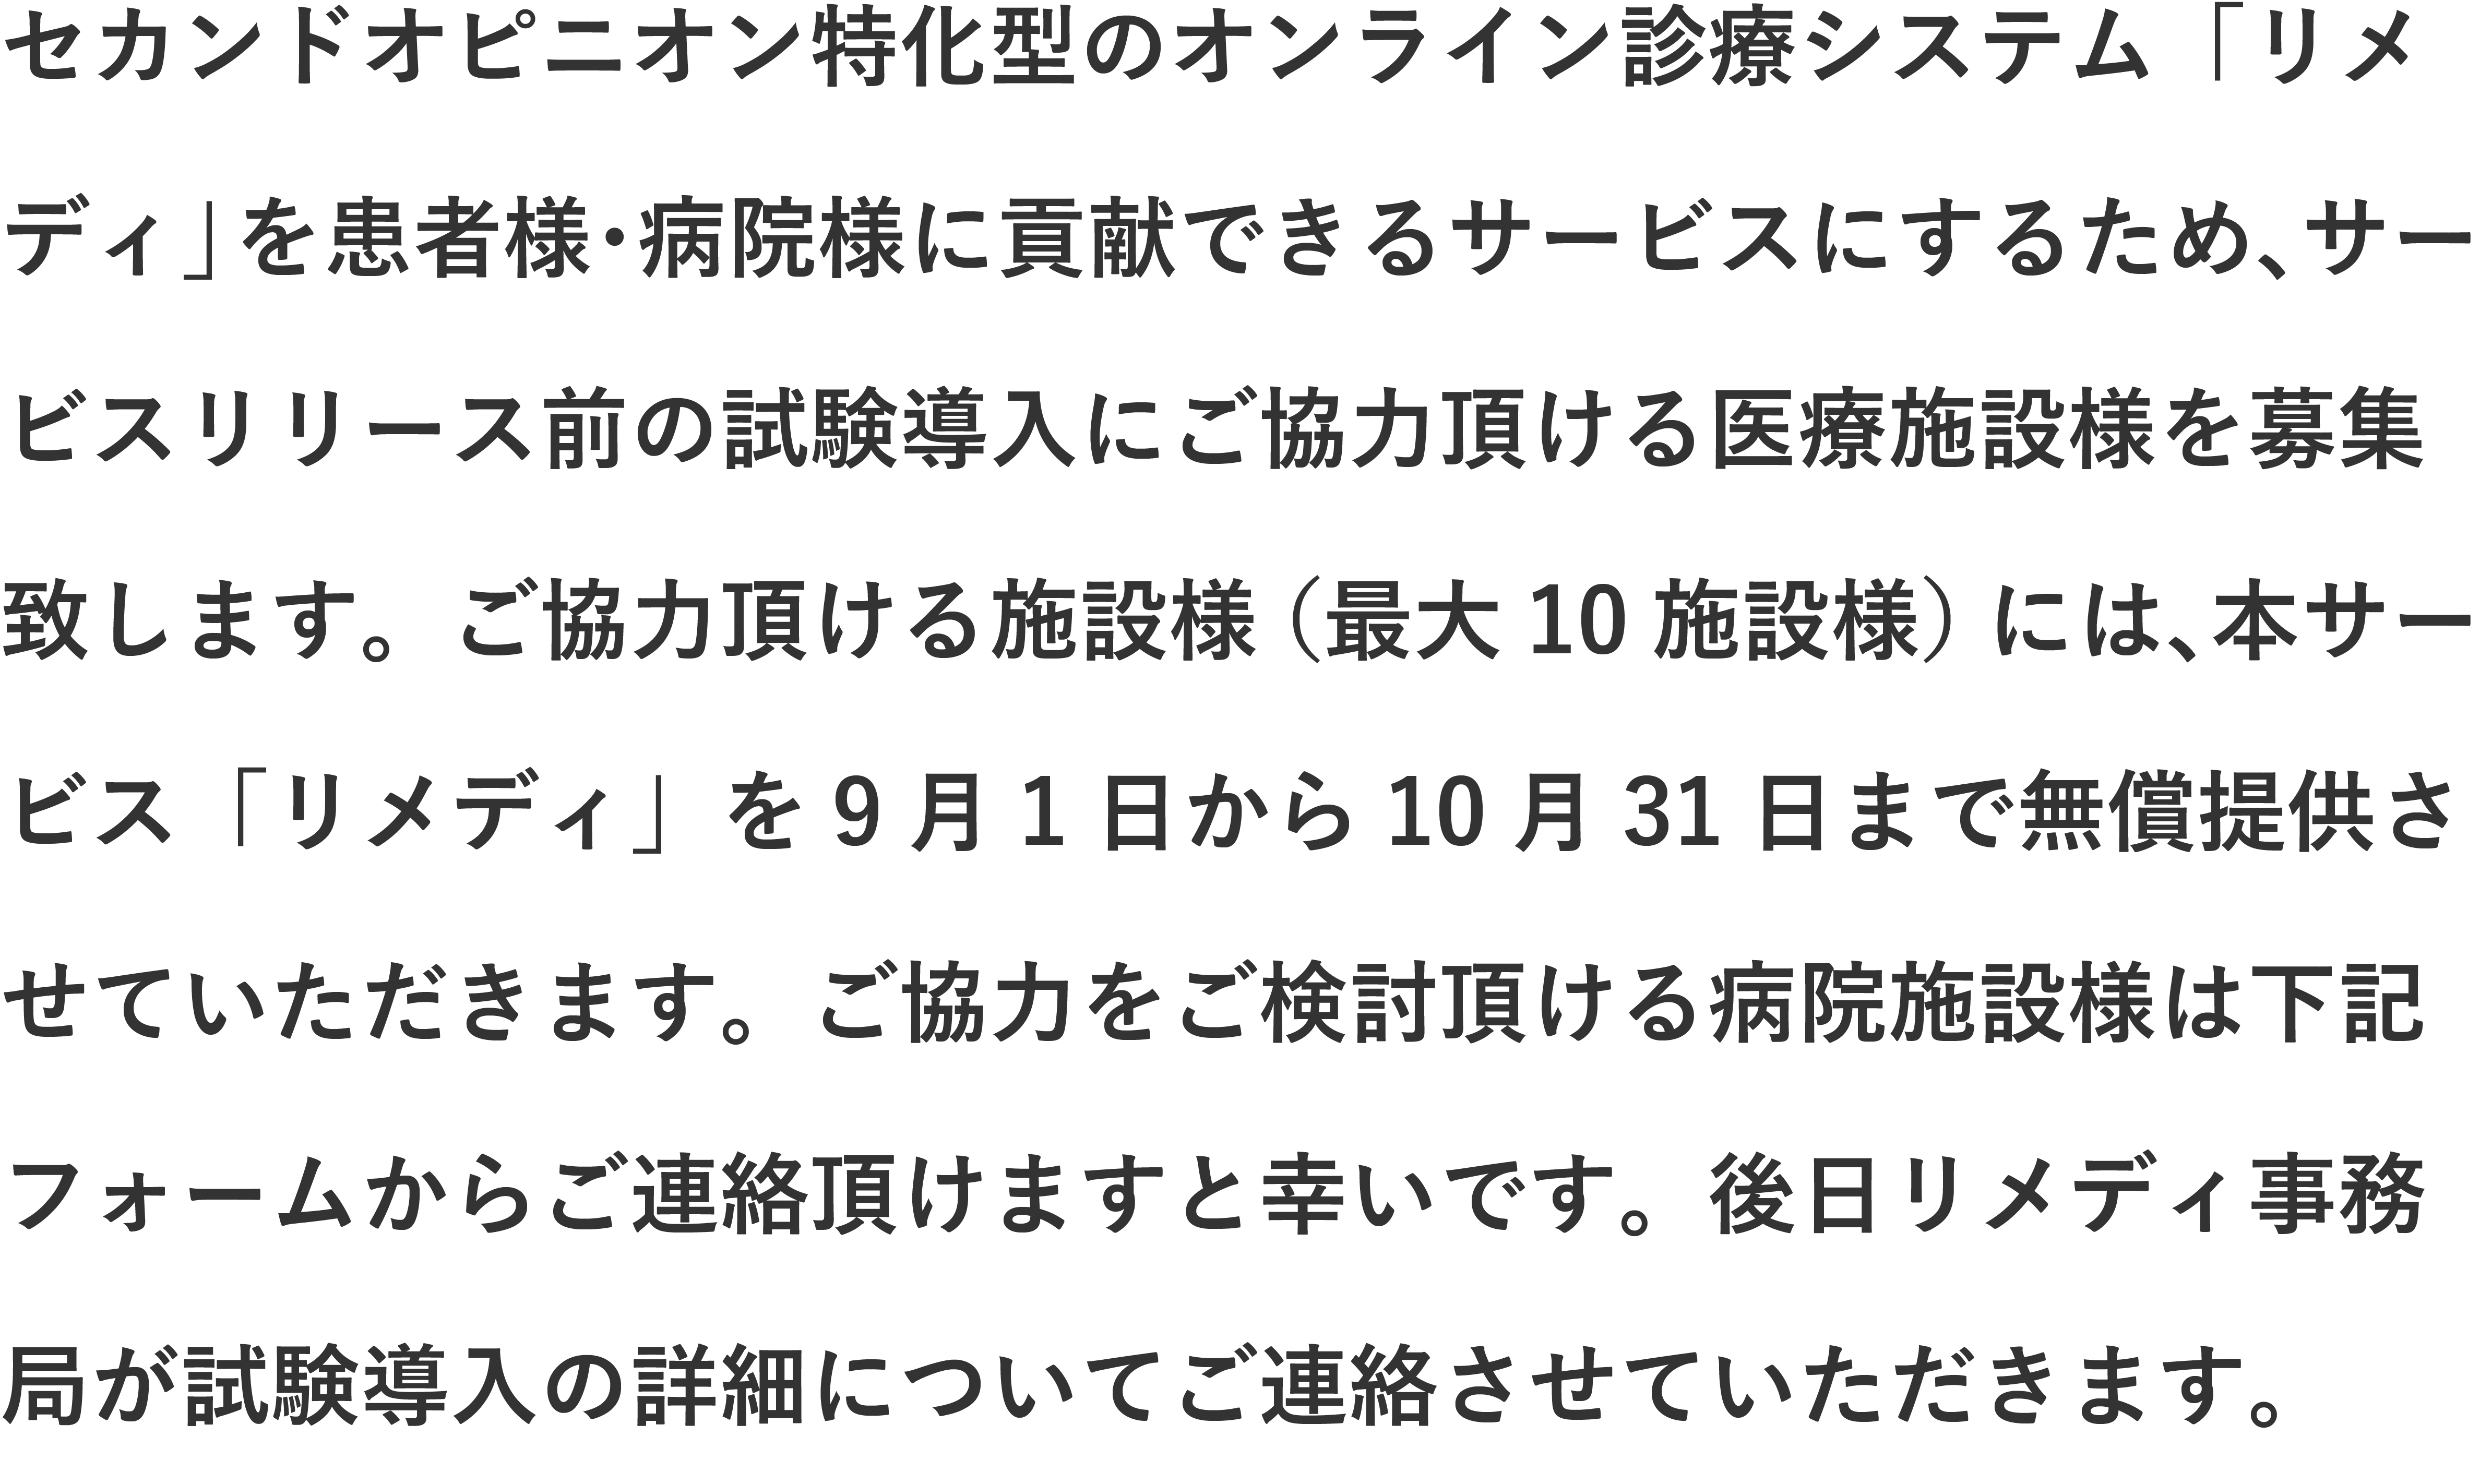 セカンドオピニオン特化型のオンライン診療システム「リメ
ディ」を患者様・病院様に貢献できるサービスにするため、サー
ビスリリース前の試験導入にご協力頂ける医療施設様を募集
致します。ご協力頂ける施設様（最大 10 施設様）には、本サー
ビス「リメディ」を 9 月 1 日から 10 月 31 日まで無償提供さ
せていただきます。ご協力をご検討頂ける病院施設様は下記
フォームからご連絡頂けますと幸いです。後日リメディ事務
局が試験導入の詳細についてご連絡させていただきます。